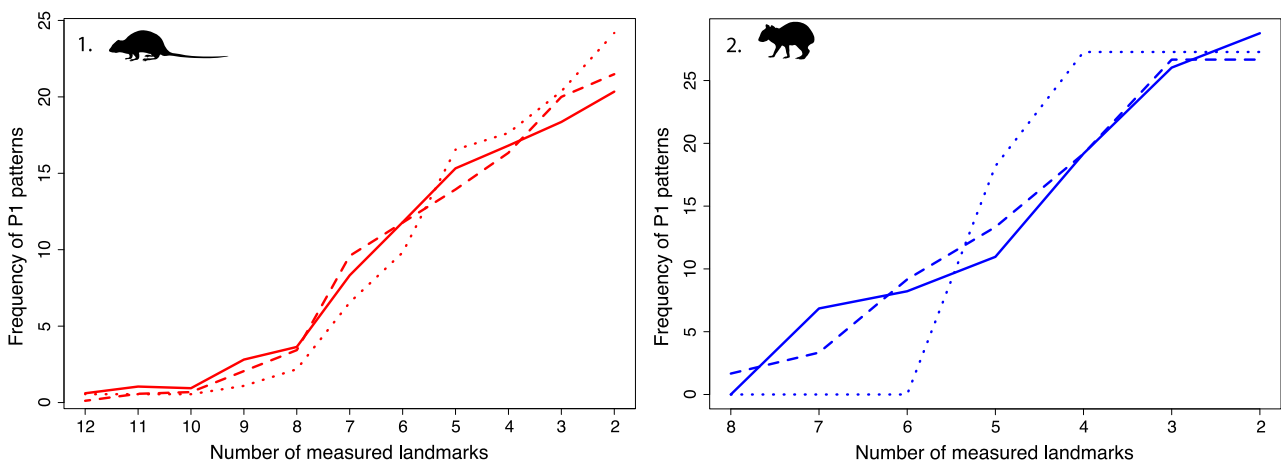 1.
25
20
15
10
5
0
Frequency of P1 patterns
12 11 10 9 8 7 6 5 4 3 2
Number of measured landmarks
2.
25
20
15
10
5
0
Frequency of P1 patterns
8 7 6 5 4 3 2
Number of measured landmarks